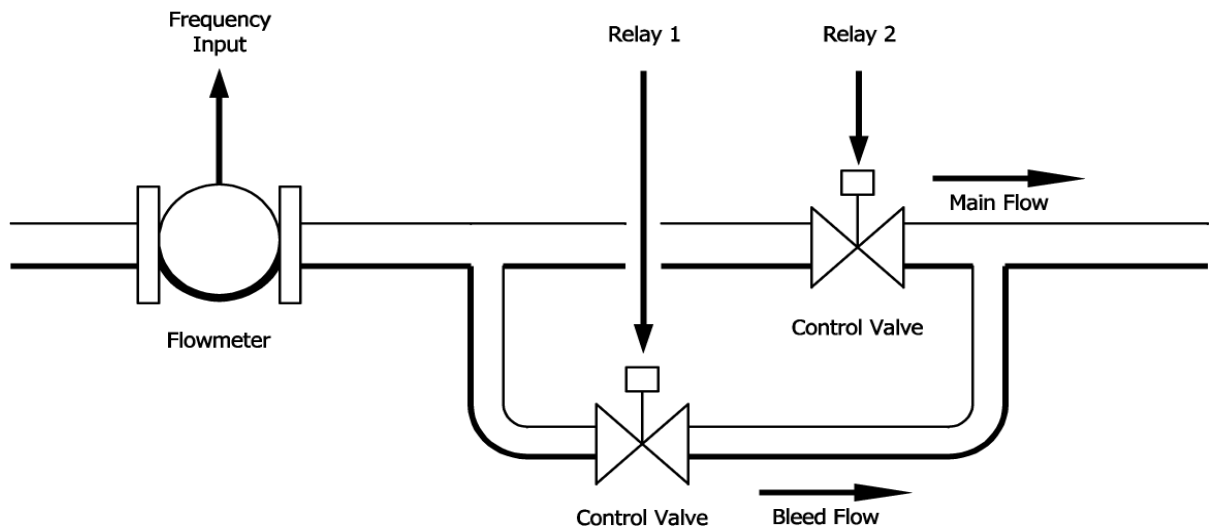 Frequency
Input
Relay 1
Relay 2
Main Flow
Flowmeter
Control Valve
Control Valve
Bleed Flow